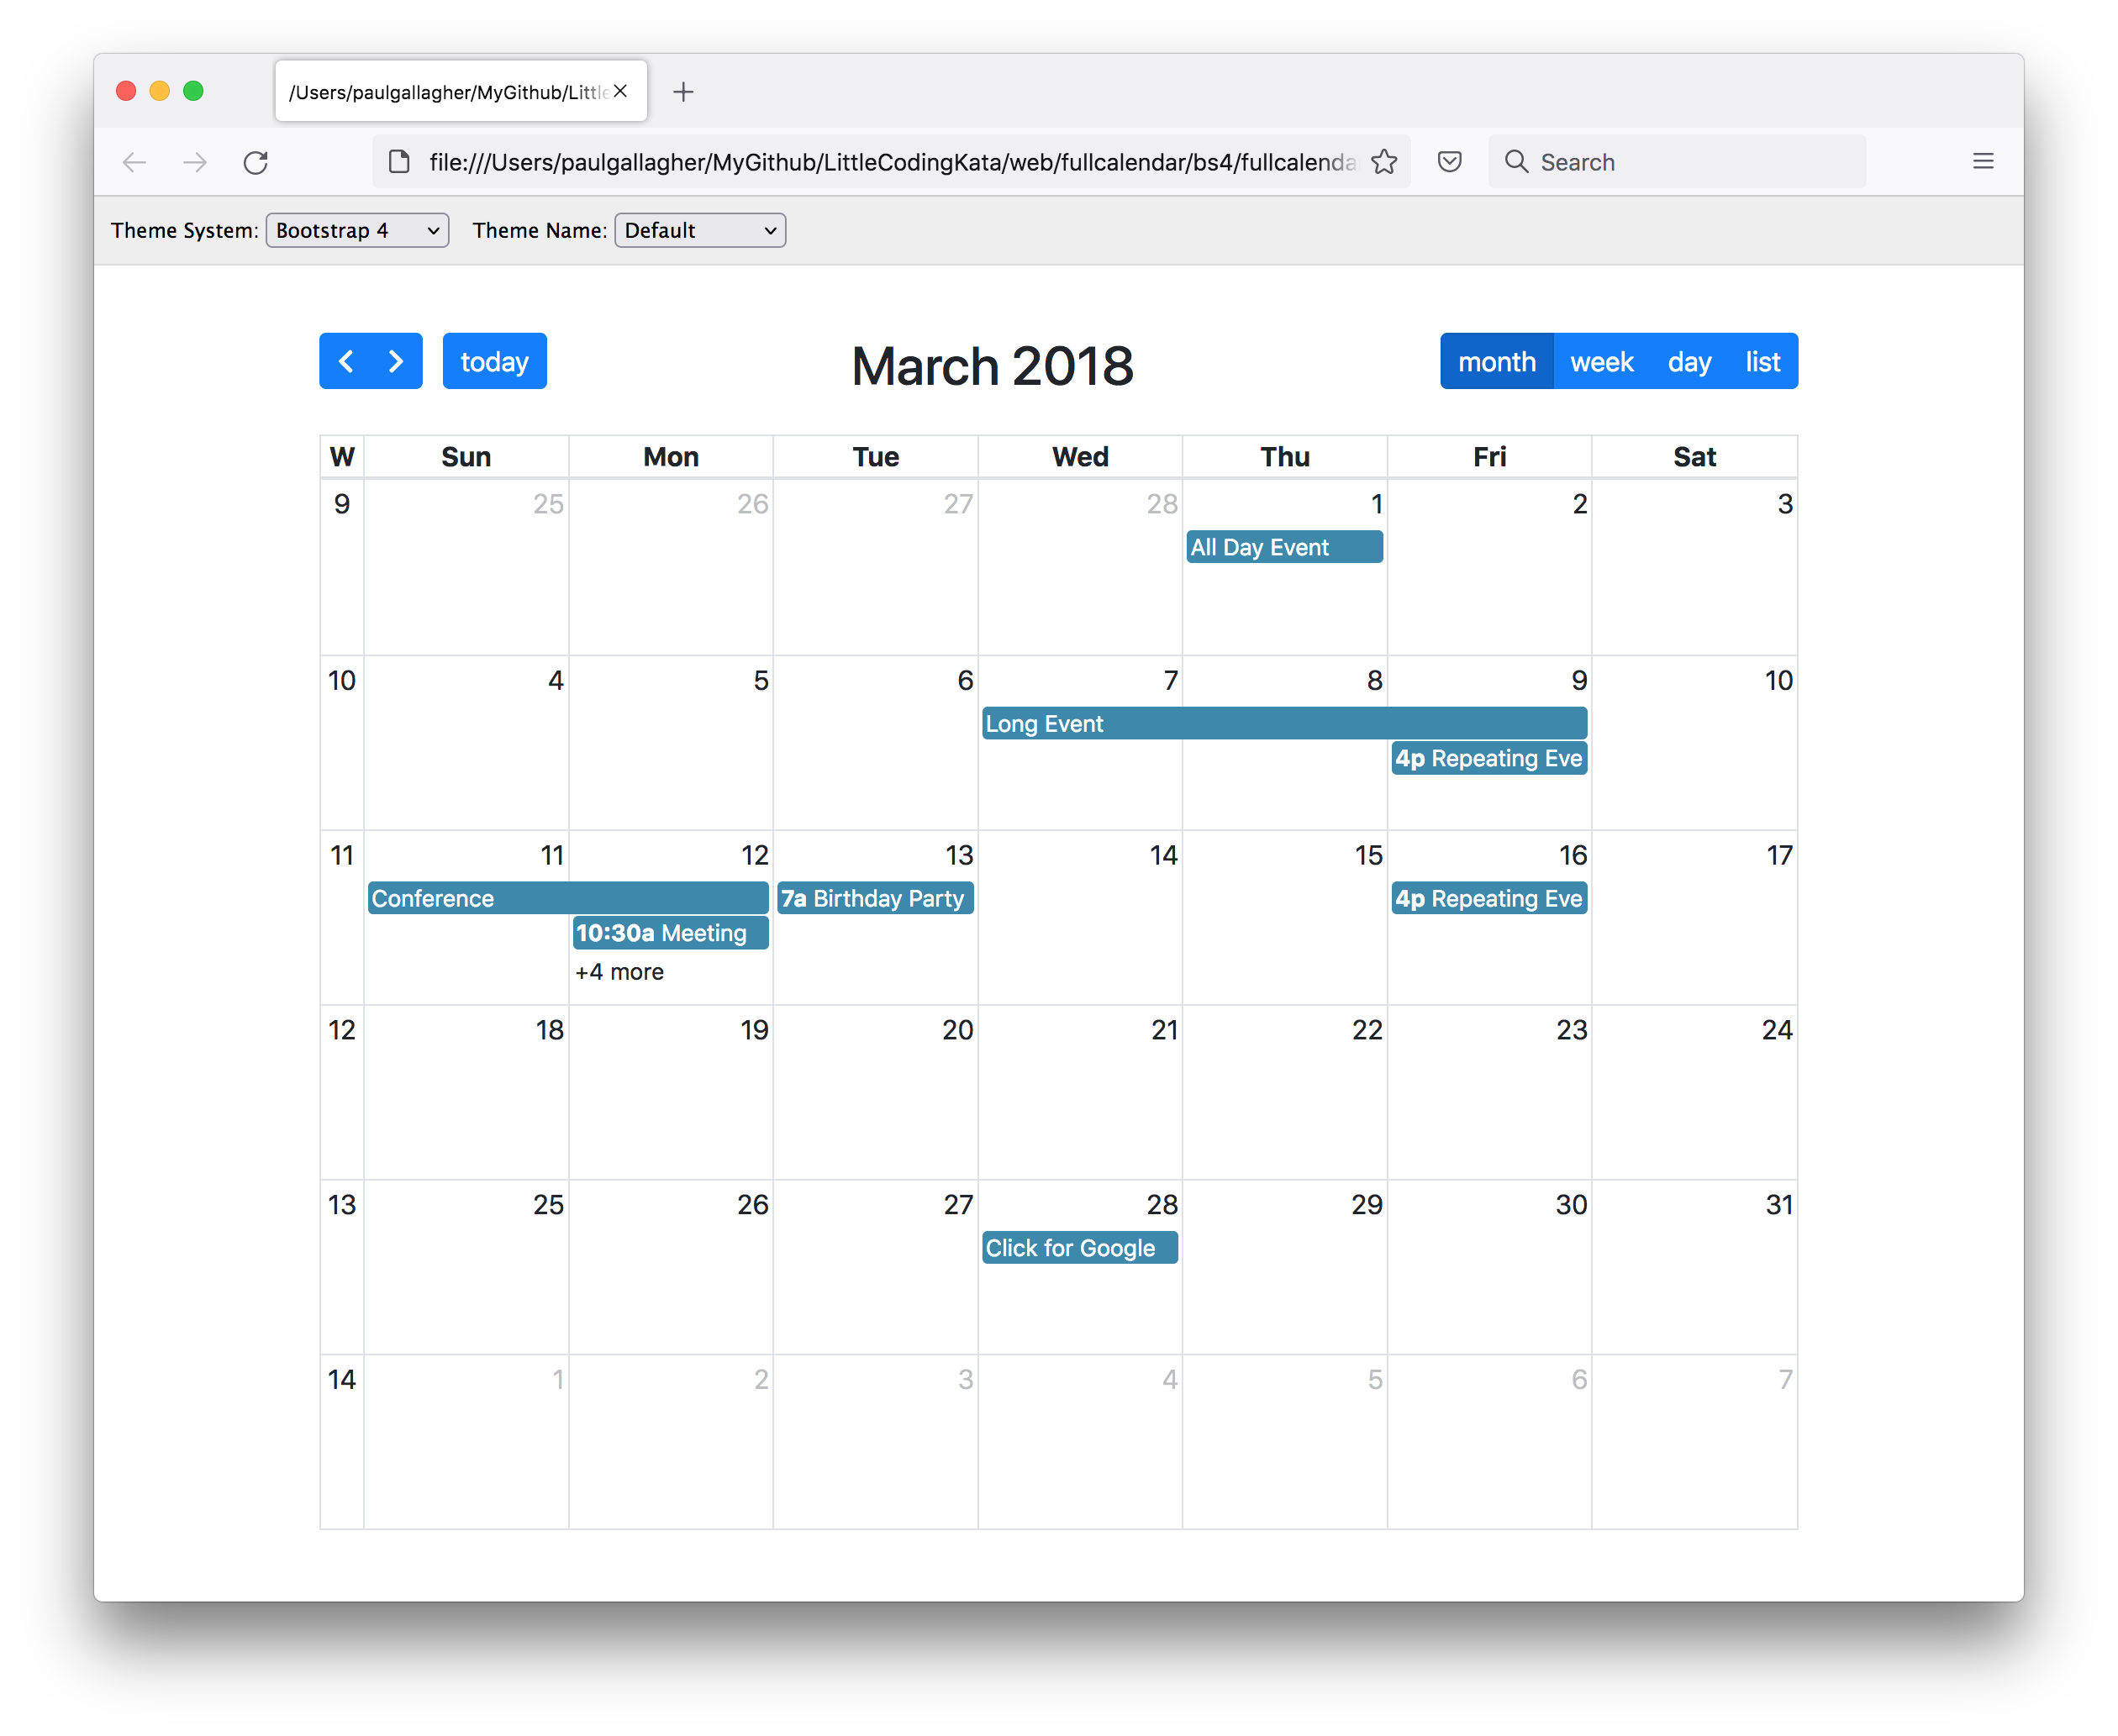 /Users/paulgallagher/MyGithub/Little
file:///Users/paulgallagher/MyGithub/LittleCodingKata/web/fullcalendar/bs4/fullcalenda
Search
Theme System: Bootstrap 4 Theme Name: Default
today March 2018 month week day list
W Sun Mon Tue Wed Thu Fri Sat
9 25 26 27 28 1 2 3
All Day Event
10 4 5 6 7 8 9 10
Long Event
4p Repeating Eve
11 11 12 13 14 15 16 17
Conference 7a Birthday Party 4p Repeating Eve
10:30a Meeting
+4 more
12 18 19 20 21 22 23 24
13 25 26 27 28 29 30 31
Click for Google
14 1 2 3 4 5 6 7